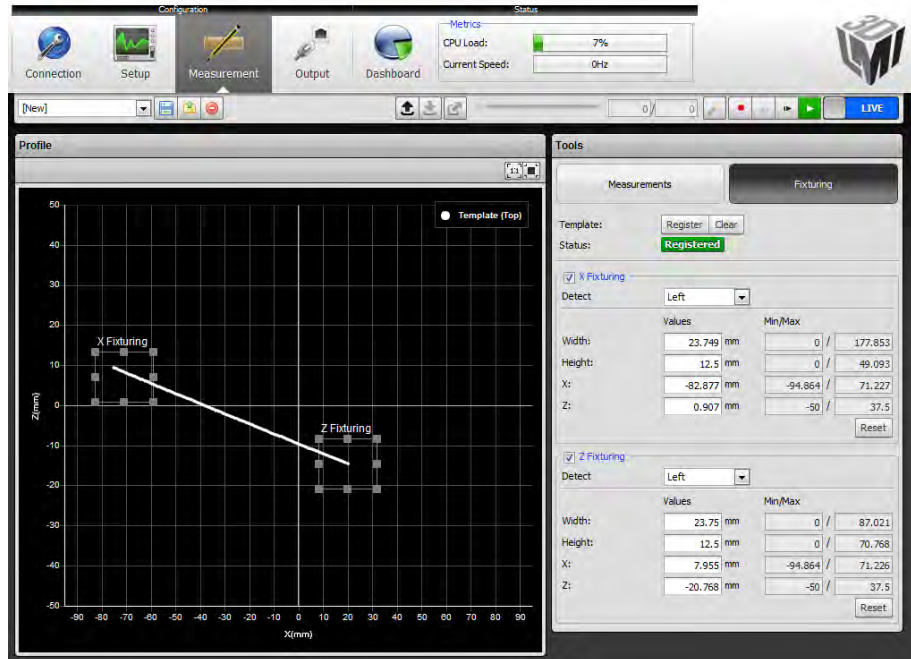 Configuration
Status
Connection
Setup
Measurement
Output
Dashboard
Metrics
CPU Load: 7%
Current Speed: 0Hz
[New]
0/ 0
LIVE
Profile
Tools
1:1
Measurements
Fixturing
Template: Register Clear
Status: Registered
X Fixturing
Detect Left
Values Min/Max
Width: 23.749 mm 0 / 177.853
Height: 12.5 mm 0 / 49.093
X: -82.877 mm -94.864 / 71.227
Z: 0.907 mm -50 / 37.5
Reset
Z Fixturing
Detect Left
Values Min/Max
Width: 23.75 mm 0 / 87.021
Height: 12.5 mm 0 / 70.768
X: 7.955 mm -94.864 / 71.226
Z: -20.768 mm -50 / 37.5
Reset
Template (Top)
50
40
30
20
10
0
-10
-20
-30
-40
-50
Z(mm)
X Fixturing
Z Fixturing
-90 -80 -70 -60 -50 -40 -30 -20 -10 0 10 20 30 40 50 60 70 80 90
X(mm)